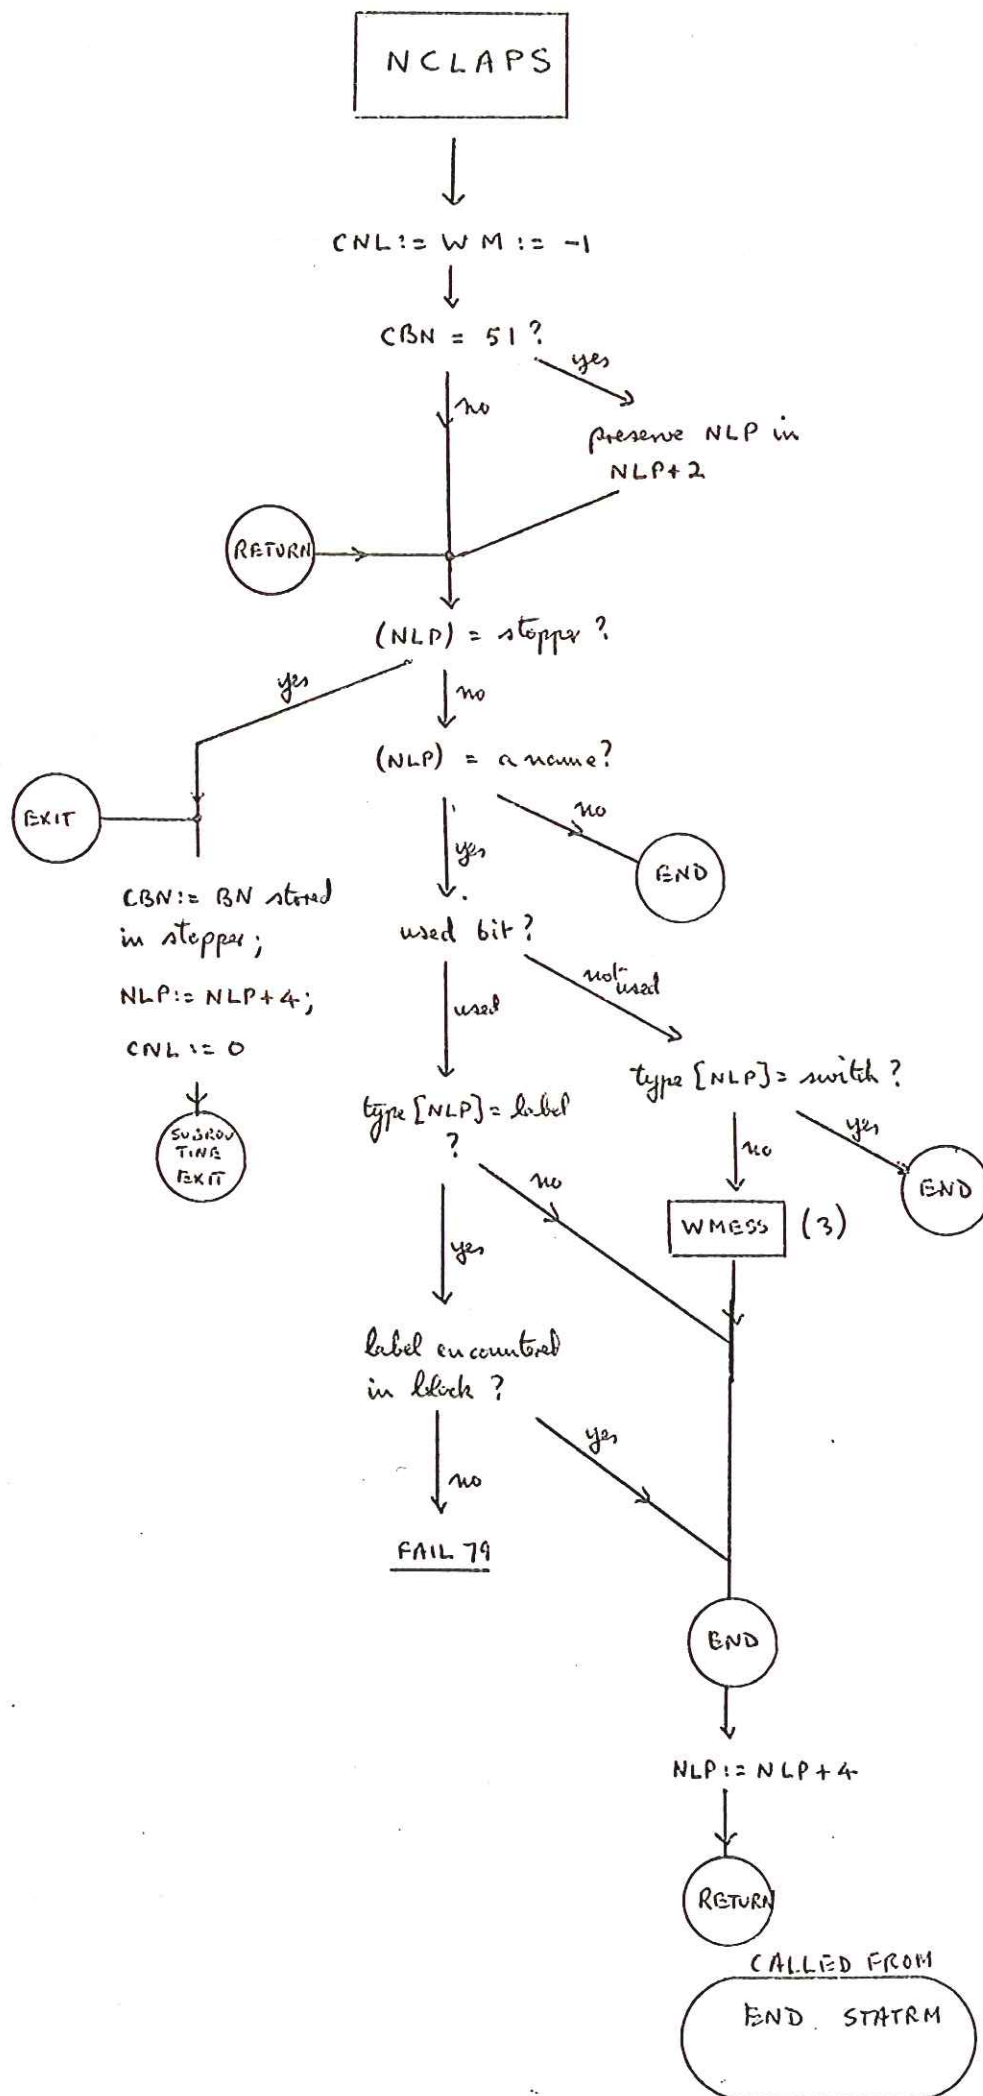 NCLAPS
CNL := WM := -1
CBN = 51 ?
yes
no
preserve NLP in
NLP+2
RETURN
(NLP) = stopper ?
yes
no
(NLP) = a name?
EXIT
no
yes
END
CBN := BN stored
in stopper;
used bit?
not used
NLP := NLP+4;
used
CNL := 0
type [NLP] = switch ?
type [NLP] = label
?
SUBROU
TINE
EXIT
no
yes
no
END
WMESS (3)
yes
label encountered
in block ?
yes
no
FAIL 79
END
NLP := NLP+4
RETURN
CALLED FROM
END. STATRM